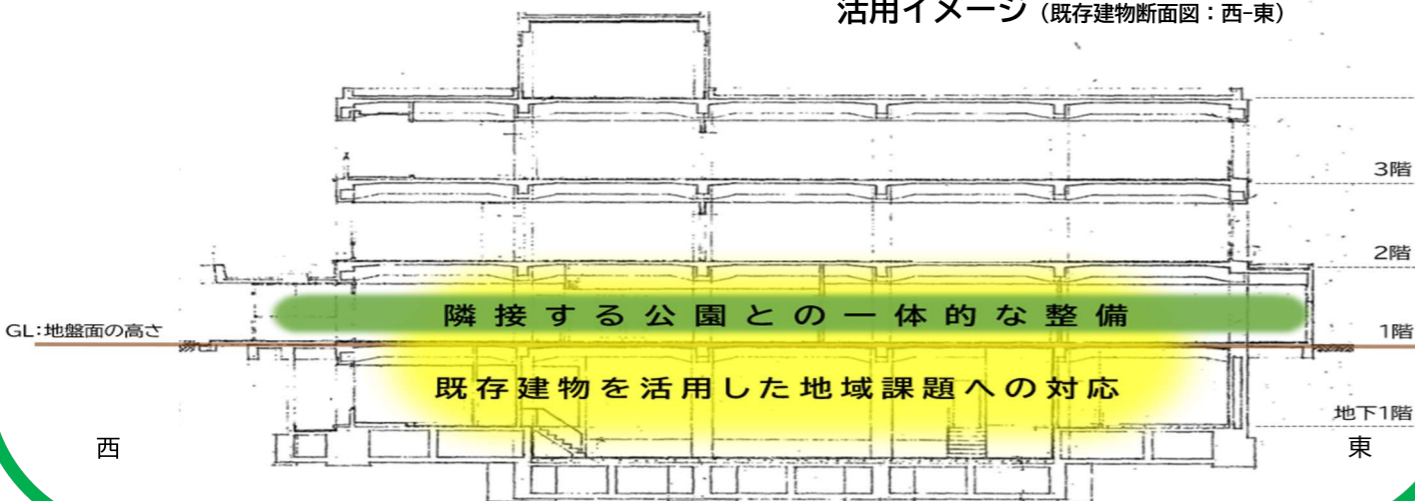 活用イメージ（既存建物断面図：西-東）
3階
2階
隣接する公園との一体的な整備
GL:地盤面の高さ
1階
既存建物を活用した地域課題への対応
地下1階
西
東